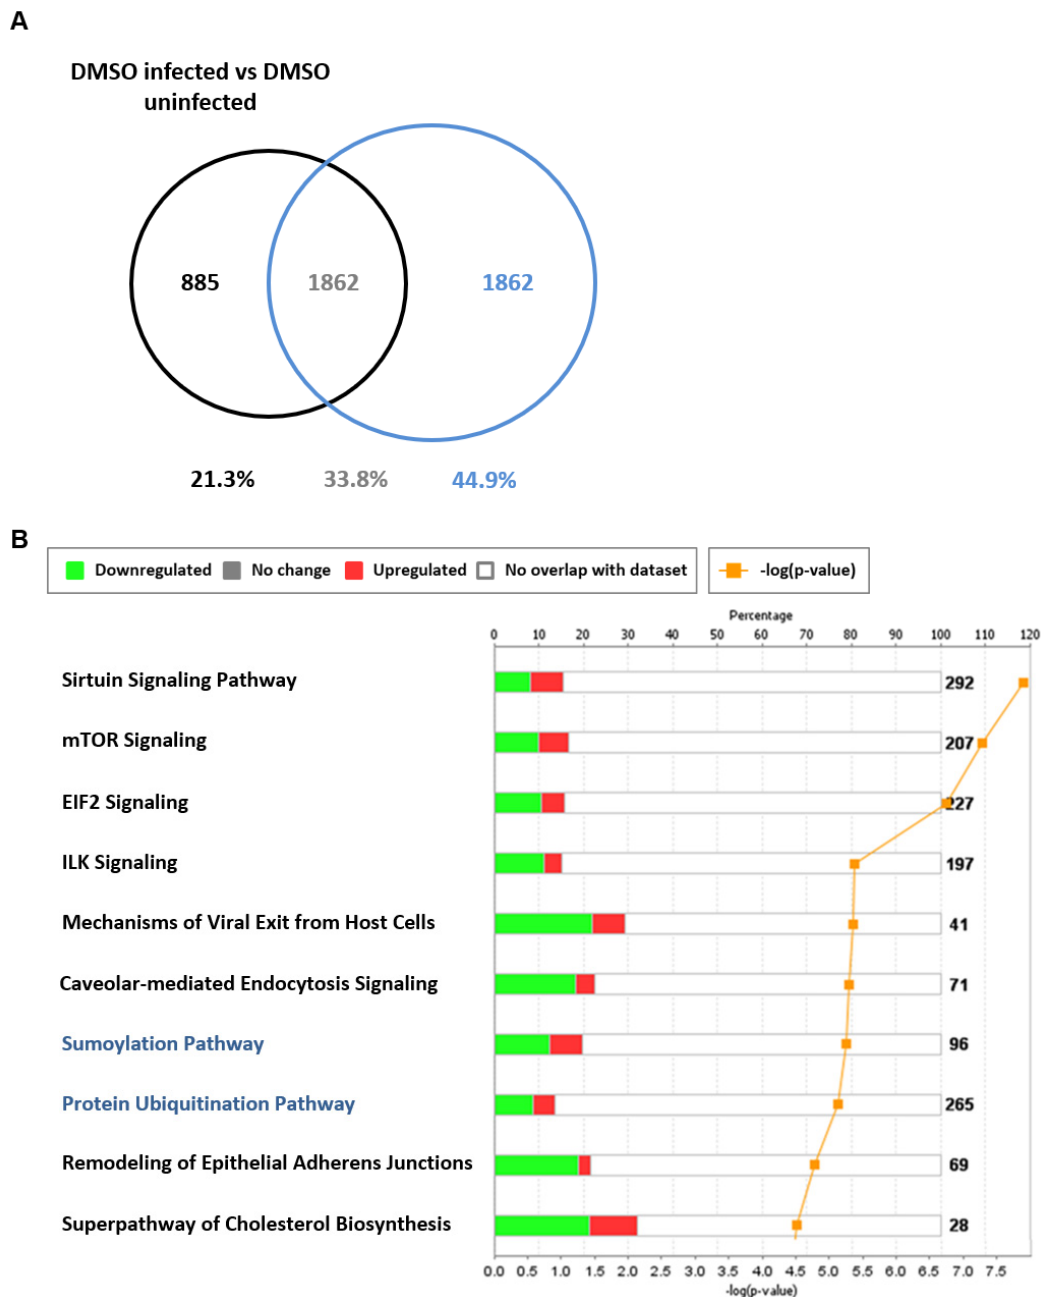 A
DMSO infected vs DMSO
uninfected
885 1862 1862
21.3% 33.8% 44.9%
B
Downregulated No change Upregulated No overlap with dataset -log(p-value)
Percentage
0 10 20 30 40 50 60 70 80 90 100 110 120
Sirtuin Signaling Pathway 292
mTOR Signaling 207
EIF2 Signaling 227
ILK Signaling 197
Mechanisms of Viral Exit from Host Cells 41
Caveolar-mediated Endocytosis Signaling 71
Sumoylation Pathway 96
Protein Ubiquitination Pathway 265
Remodeling of Epithelial Adherens Junctions 69
Superpathway of Cholesterol Biosynthesis 28
0.0 0.5 1.0 1.5 2.0 2.5 3.0 3.5 4.0 4.5 5.0 5.5 6.0 6.5 7.0 7.5
-log(p-value)